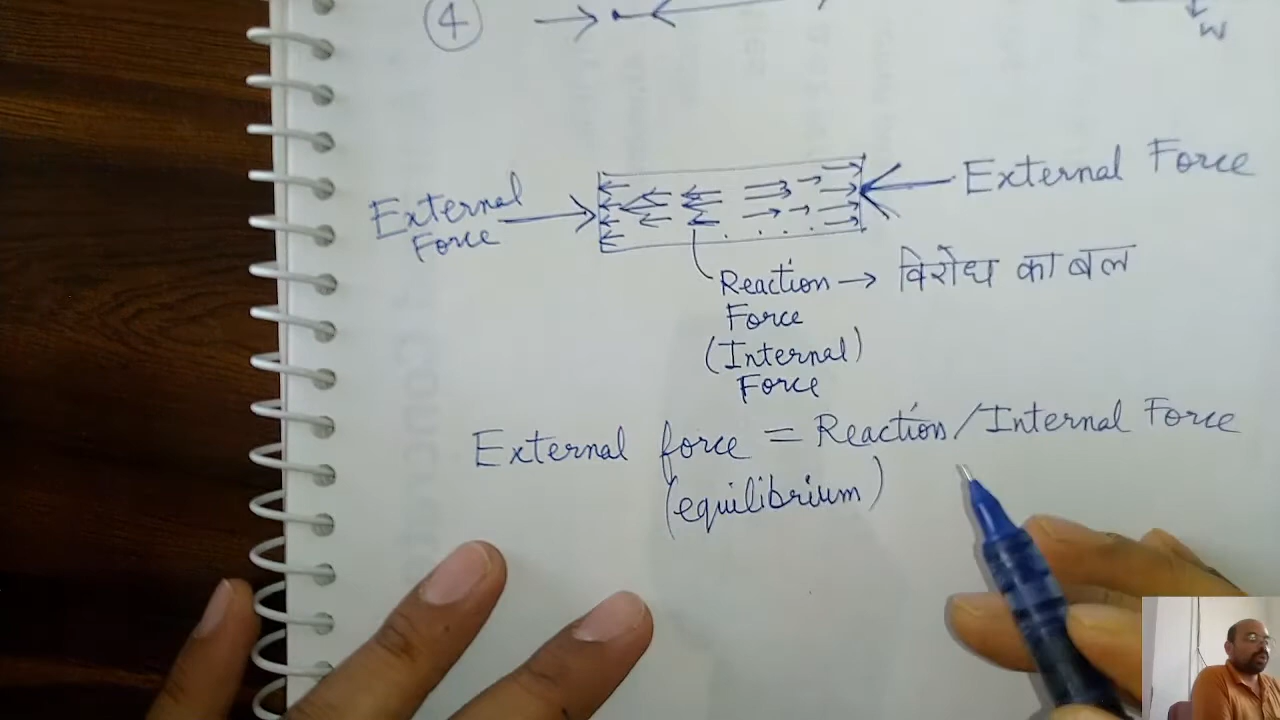 4
W
External Force
External Force
Reaction → विरोध का बल
Force
(Internal)
Force
External force = Reaction/Internal Force
(equilibrium)